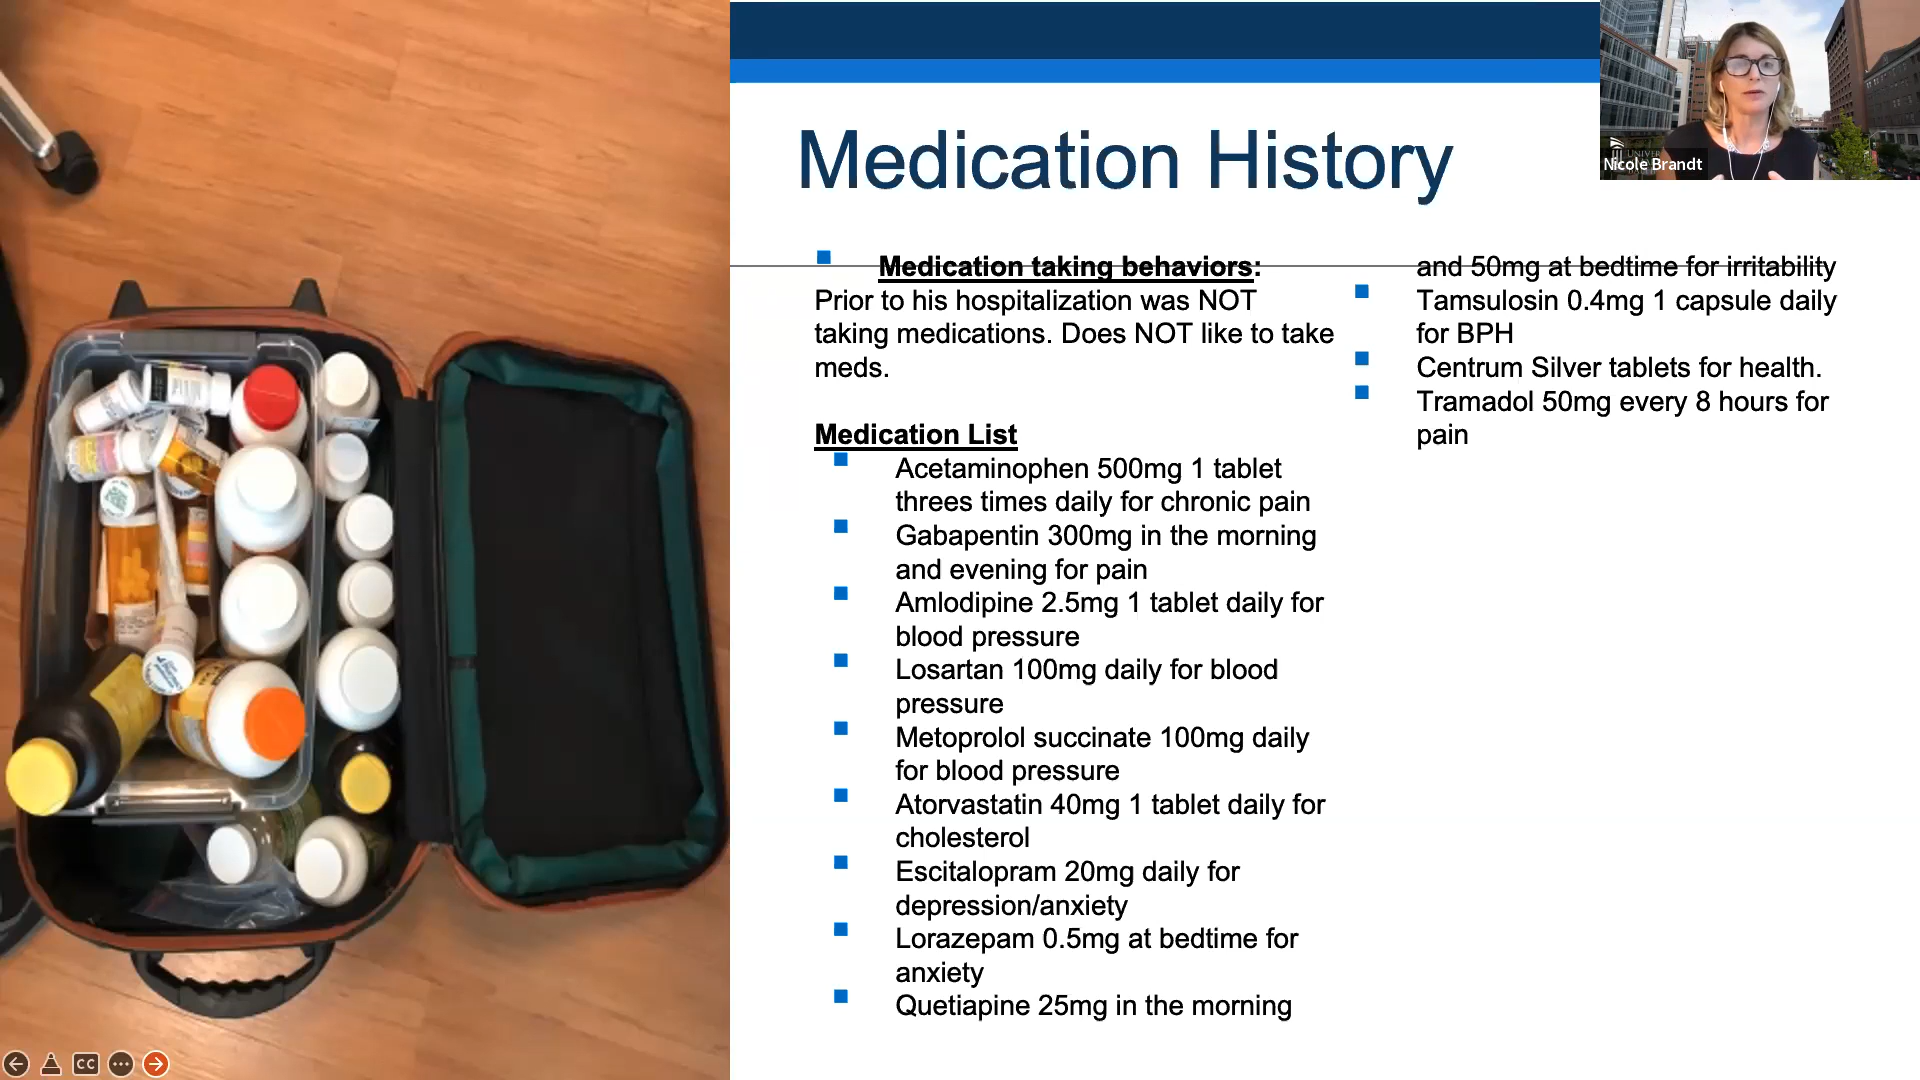 Medication History
Medication taking behaviors:
Prior to his hospitalization was NOT
taking medications. Does NOT like to take
meds.
Medication List
Acetaminophen 500mg 1 tablet
threes times daily for chronic pain
Gabapentin 300mg in the morning
and evening for pain
Amlodipine 2.5mg 1 tablet daily for
blood pressure
Losartan 100mg daily for blood
pressure
Metoprolol succinate 100mg daily
for blood pressure
Atorvastatin 40mg 1 tablet daily for
cholesterol
Escitalopram 20mg daily for
depression/anxiety
Lorazepam 0.5mg at bedtime for
anxiety
Quetiapine 25mg in the morning
and 50mg at bedtime for irritability
Tamsulosin 0.4mg 1 capsule daily
for BPH
Centrum Silver tablets for health.
Tramadol 50mg every 8 hours for
pain
Nicole Brandt
CC